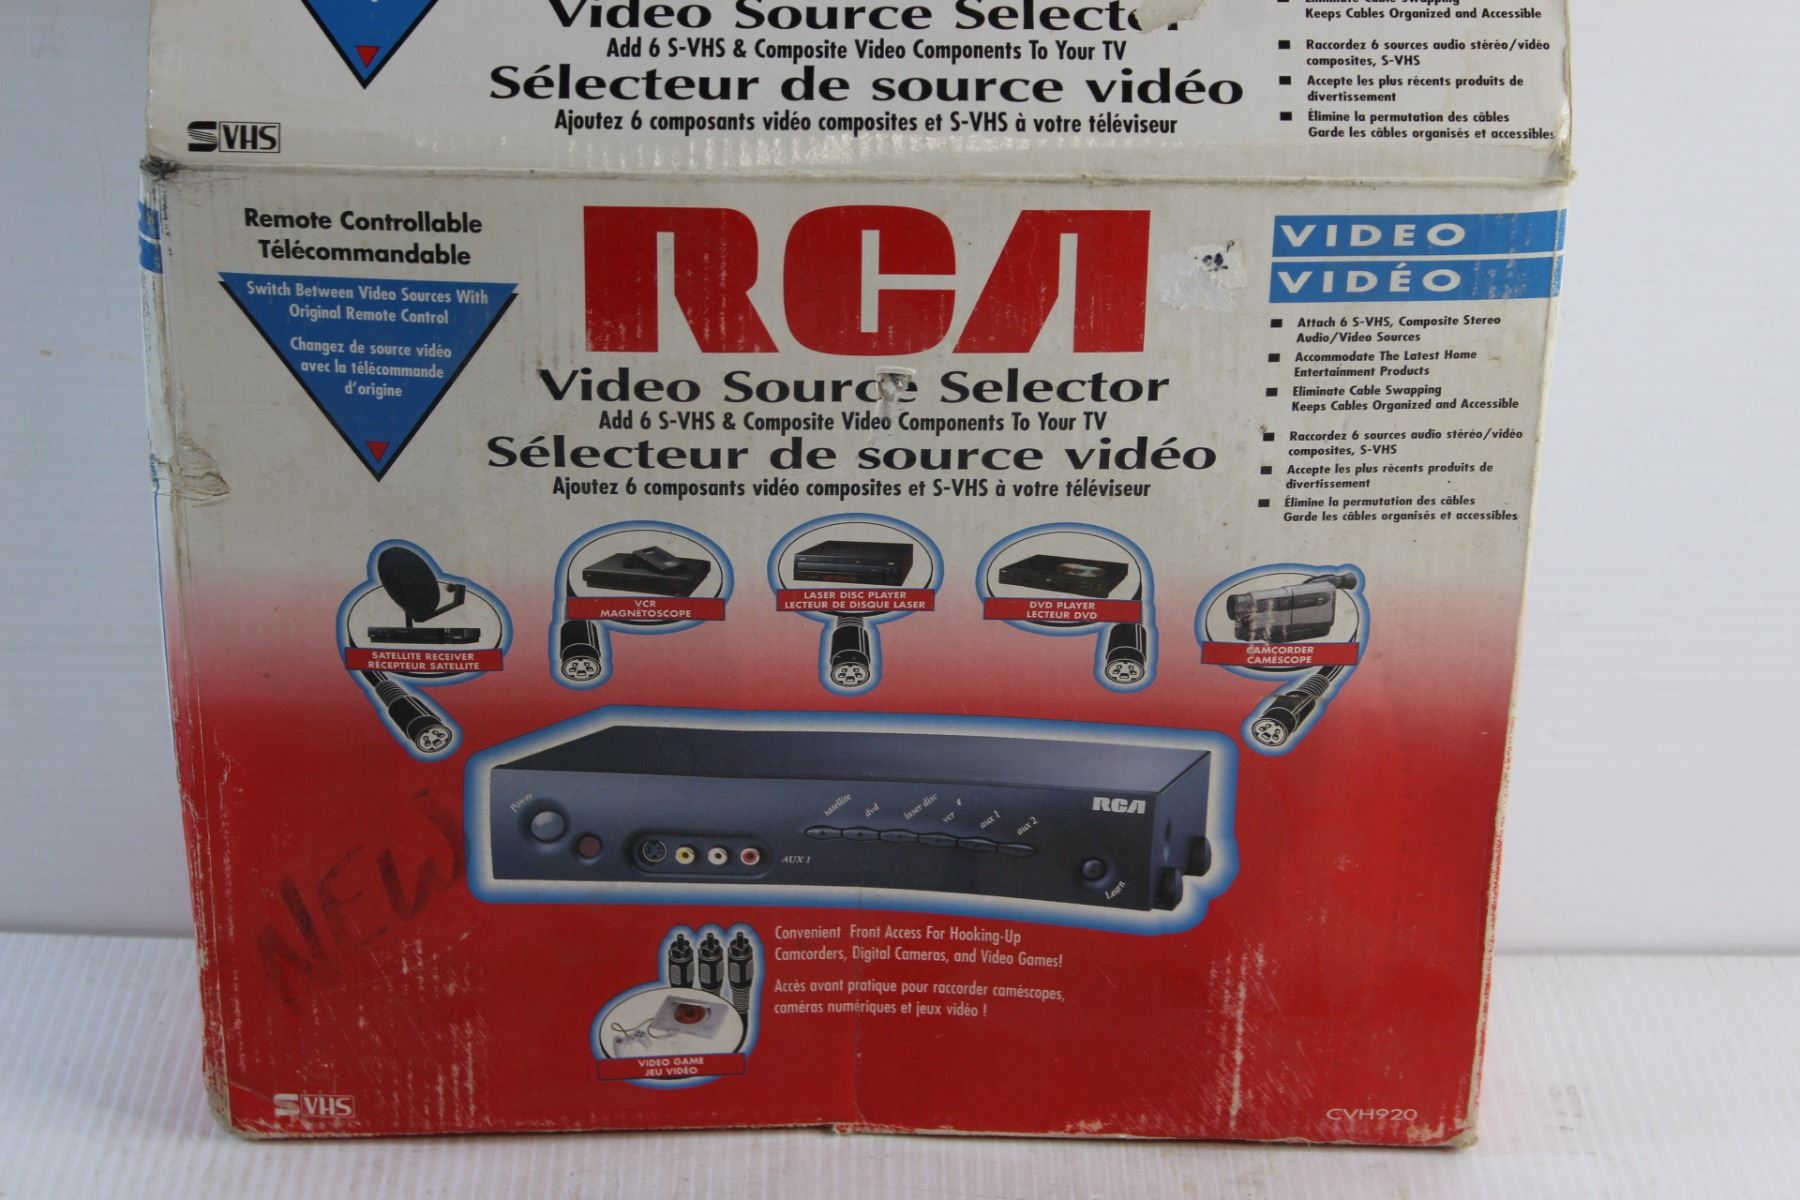 Video Source
Add 6 S-VHS & Composite Video Components To Your TV
Sélecteur de source vidéo
Ajoutez 6 composants vidéo composites et S-VHS à votre téléviseur
S VHS
Keeps Cables Organized and Accessible
Raccordez 6 sources audio stéréo/vidéo
composites, S-VHS
Accepte les plus récents produits de
divertissement
Élimine la permutation des câbles
Garde les câbles organisés et accessibles
Remote Controllable
Télécommandable
Switch Between Video Sources With
Original Remote Control
Changez de source vidéo
avec la télécommande
d'origine
RCA
Video Source Selector
Add 6 S-VHS & Composite Video Components To Your TV
Sélecteur de source vidéo
Ajoutez 6 composants vidéo composites et S-VHS à votre téléviseur
VIDEO
VIDÉO
Attach 6 S-VHS, Composite Stereo
Audio/Video Sources
Accommodate The Latest Home
Entertainment Products
Eliminate Cable Swapping
Keeps Cables Organized and Accessible
Raccordez 6 sources audio stéréo/vidéo
composites, S-VHS
Accepte les plus récents produits de
divertissement
Élimine la permutation des câbles
Garde les câbles organisés et accessibles
SATELLITE RECEIVER
RECEPTEUR SATELLITE
VCR
MAGNETOSCOPE
LASER DISC PLAYER
LECTEUR DE DISQUE LASER
DVD PLAYER
LECTEUR DVD
CAMCORDER
CAMÉSCOPE
Power
satellite
dvd
laser disc
vcr
aux 1
aux 2
RCA
AUX 1
Learn
NEW
Convenient Front Access For Hooking-Up
Camcorders, Digital Cameras, and Video Games!
Accès avant pratique pour raccorder caméscopes,
caméras numériques et jeux vidéo !
VIDEO GAME
JEU VIDÉO
S VHS
CVH920